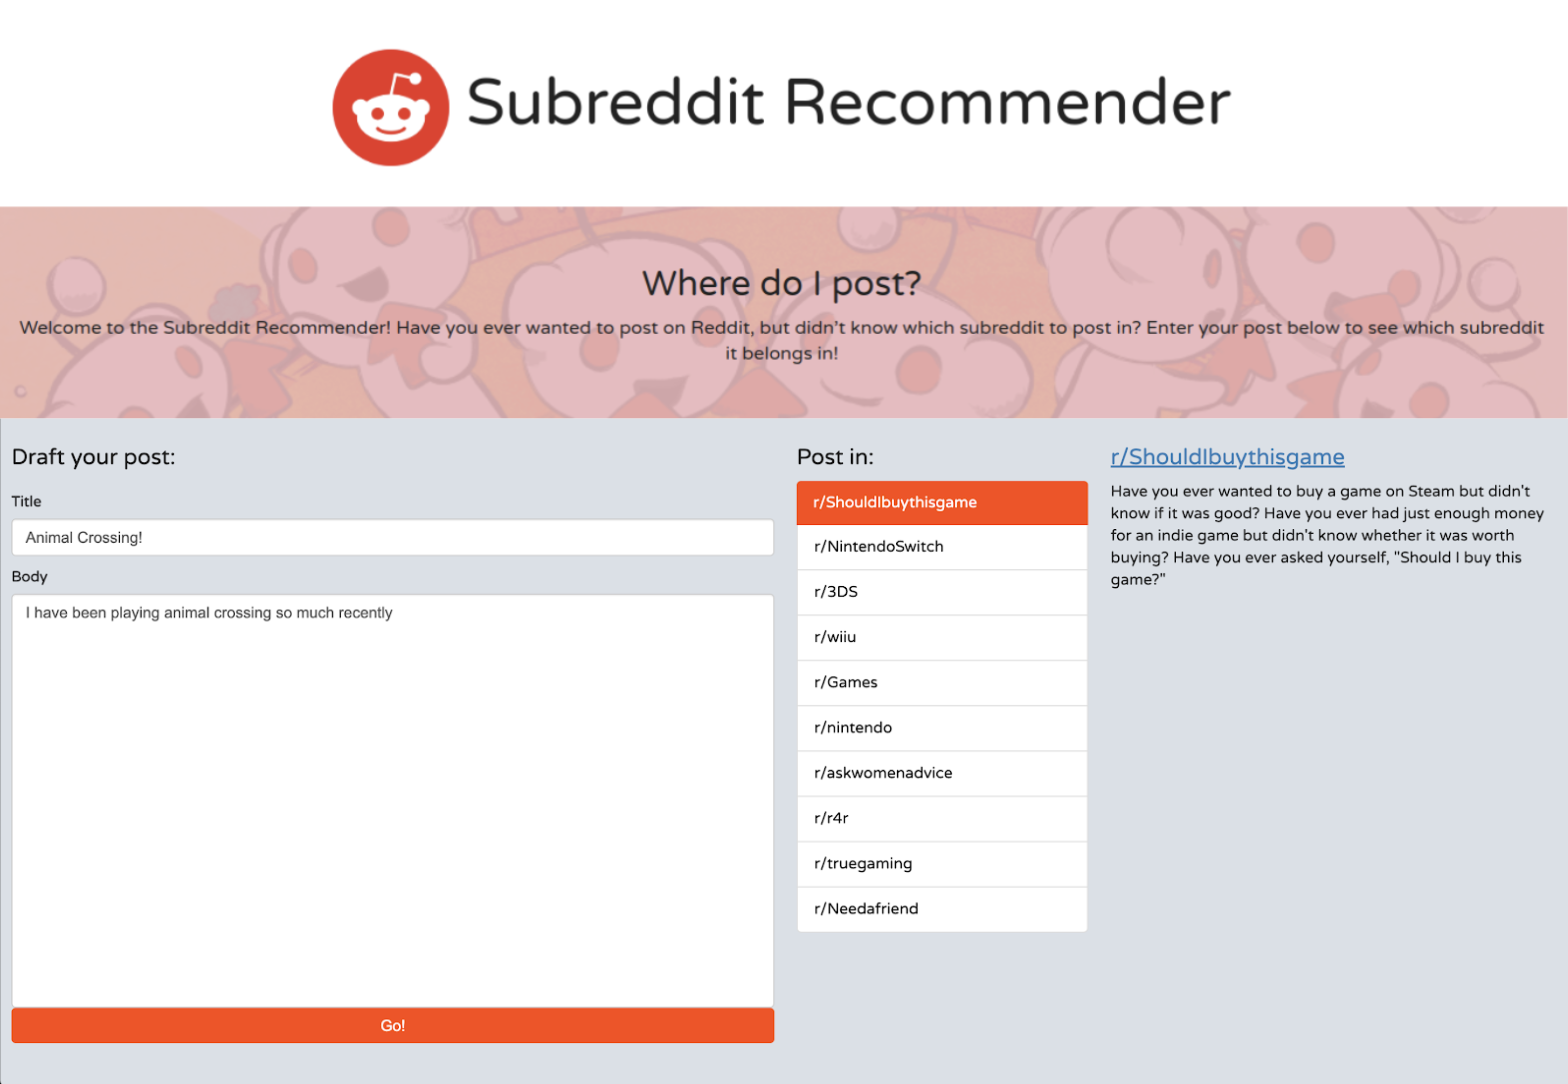 Subreddit Recommender
Where do I post?
Welcome to the Subreddit Recommender! Have you ever wanted to post on Reddit, but didn't know which subreddit to post in? Enter your post below to see which subreddit
it belongs in!
Draft your post:
Title
Animal Crossing!
Body
I have been playing animal crossing so much recently
Go!
Post in:
r/ShouldIbuythisgame
r/NintendoSwitch
r/3DS
r/wiiu
r/Games
r/nintendo
r/askwomenadvice
r/r4r
r/truegaming
r/Needafriend
r/ShouldIbuythisgame
Have you ever wanted to buy a game on Steam but didn't
know if it was good? Have you ever had just enough money
for an indie game but didn't know whether it was worth
buying? Have you ever asked yourself, "Should I buy this
game?"